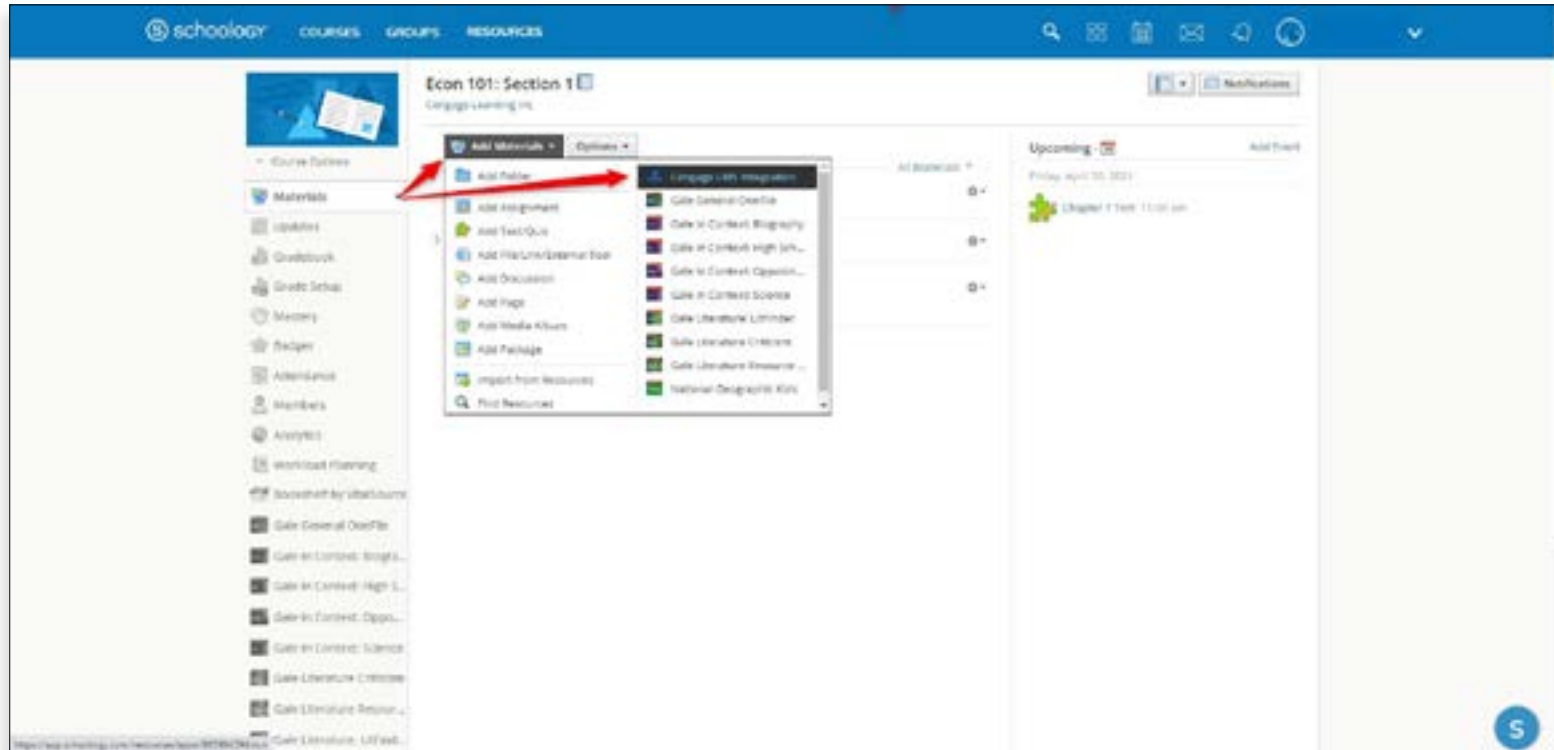 schoology COURSES GROUPS RESOURCES
Econ 101: Section 1
Cengage Learning Inc
Notifications
Add Materials Options
Course Options
Materials
Updates
Gradebook
Grade Setup
Mastery
Badges
Attendance
Members
Analytics
Workload Planning
Bookshelf by VitalSource
Gale General OneFile
Gale In Context: Biogra...
Gale In Context: High S...
Gale In Context: Oppo...
Gale In Context: Science
Gale Literature Criticism
Gale Literature Resour...
Gale Literature: LitFind...
Add Folder
Add Assignment
Add Test/Quiz
Add File/Link/External Tool
Add Discussion
Add Page
Add Media Album
Add Package
Import from Resources
Find Resources
Cengage LMS Integration
Gale General OneFile
Gale In Context: Biography
Gale In Context: High Sch...
Gale In Context: Opposin...
Gale In Context: Science
Gale Literature LitFinder
Gale Literature Criticism
Gale Literature Resource ...
National Geographic Kids
All Materials
Upcoming
Add Event
Chapter 1 Test
S